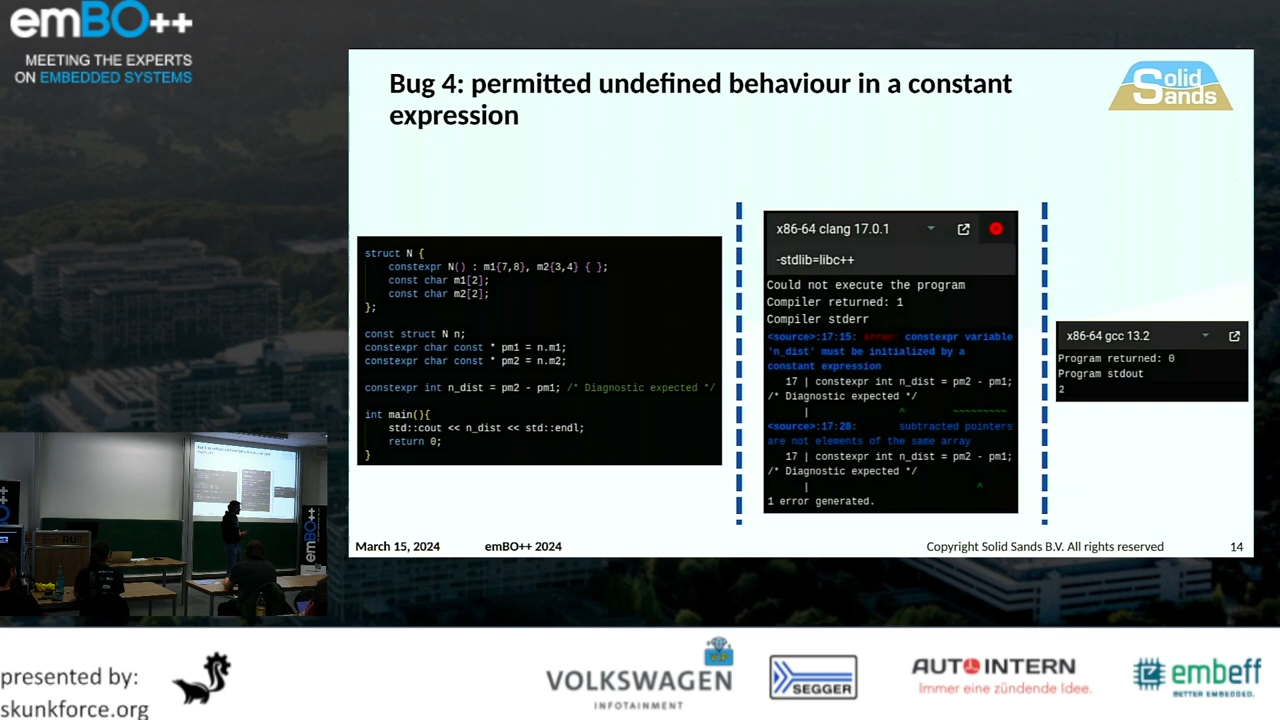 emBO++
MEETING THE EXPERTS
ON EMBEDDED SYSTEMS
Bug 4: permitted undefined behaviour in a constant
expression
Solid
Sands
struct N {
constexpr N() : m1{7,8}, m2{3,4} { };
const char m1[2];
const char m2[2];
};
const struct N n;
constexpr char const * pm1 = n.m1;
constexpr char const * pm2 = n.m2;
constexpr int n_dist = pm2 - pm1; /* Diagnostic expected */
int main(){
std::cout << n_dist << std::endl;
return 0;
}
x86-64 clang 17.0.1
-stdlib=libc++
Could not execute the program
Compiler returned: 1
Compiler stderr
<source>:17:15: error: constexpr variable
'n_dist' must be initialized by a
constant expression
17 | constexpr int n_dist = pm2 - pm1;
/* Diagnostic expected */
| ^ ~~~~~~~~~
<source>:17:28: subtracted pointers
are not elements of the same array
17 | constexpr int n_dist = pm2 - pm1;
/* Diagnostic expected */
| ^
1 error generated.
x86-64 gcc 13.2
Program returned: 0
Program stdout
2
March 15, 2024 emBO++ 2024 Copyright Solid Sands B.V. All rights reserved 14
emBO++
presented by:
skunkforce.org
VOLKSWAGEN
INFOTAINMENT
SEGGER
AUTOINTERN
Immer eine zündende Idee.
embeff
BETTER EMBEDDED.